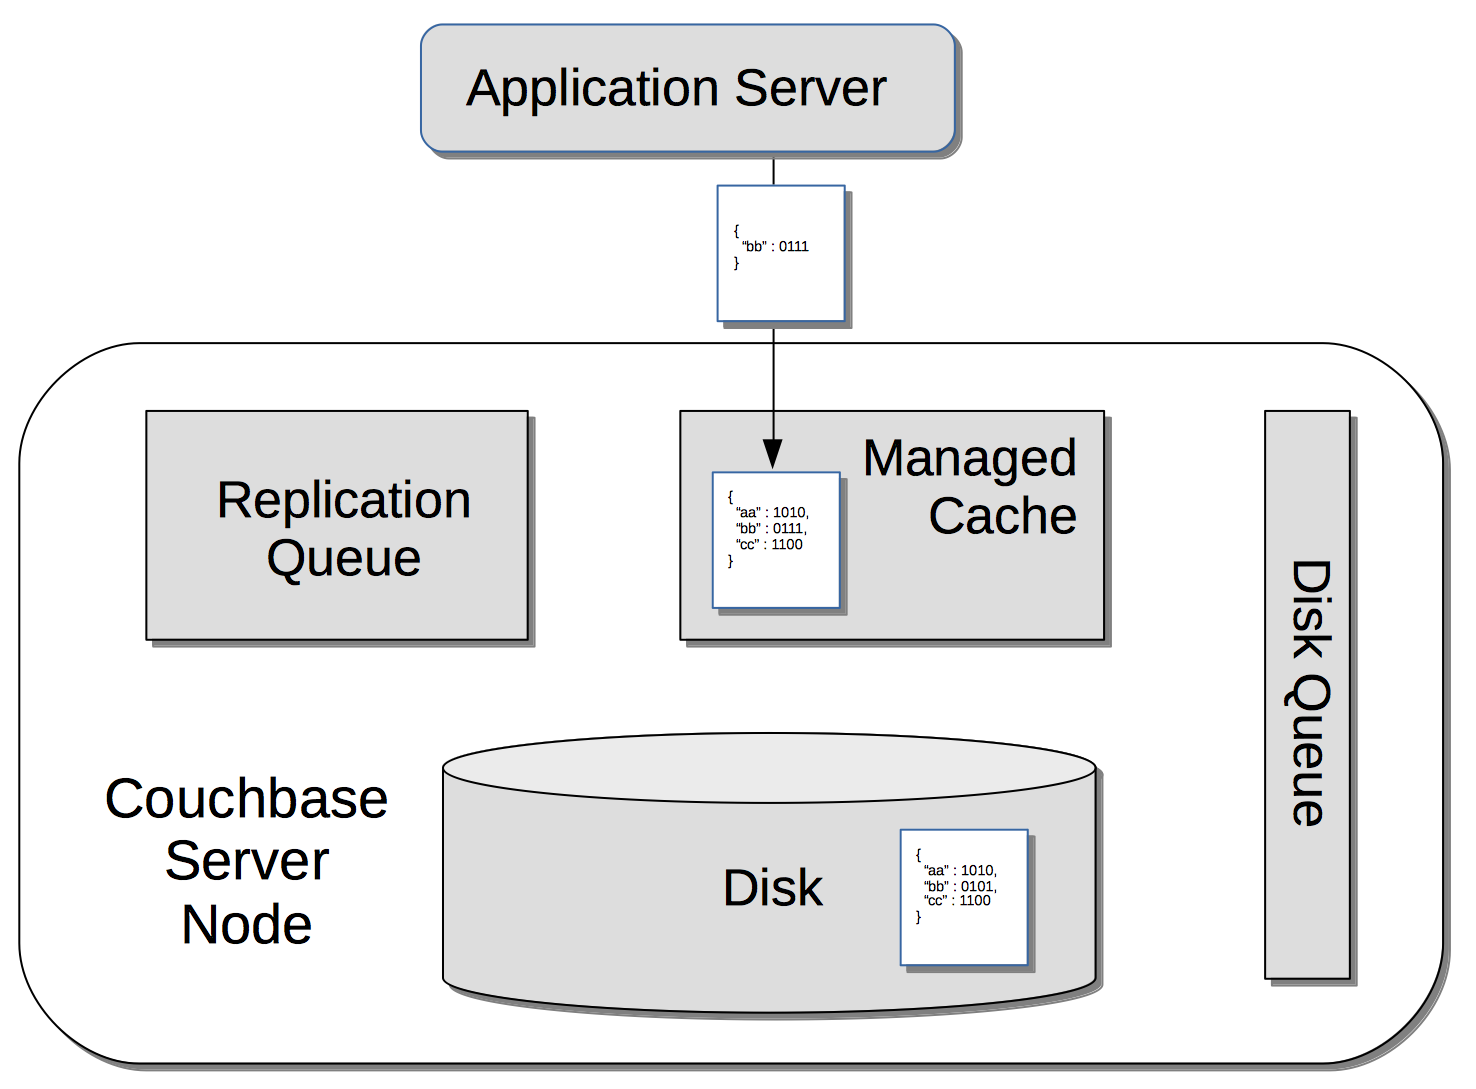 Application Server
{
“bb” : 0111
}
Replication
Queue
Managed
Cache
{
“aa” : 1010,
“bb” : 0111,
“cc” : 1100
}
Disk Queue
Couchbase
Server
Node
Disk
{
“aa” : 1010,
“bb” : 0101,
“cc” : 1100
}